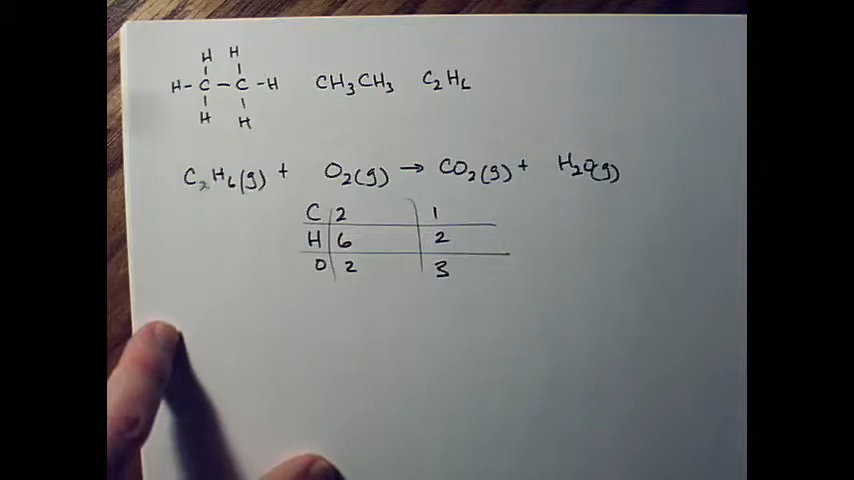 H H
H - C - C - H CH3CH3 C2H6
H H
C2H6(g) + O2(g) → CO2(g) + H2O(g)
C 2 1
H 6 2
O 2 3